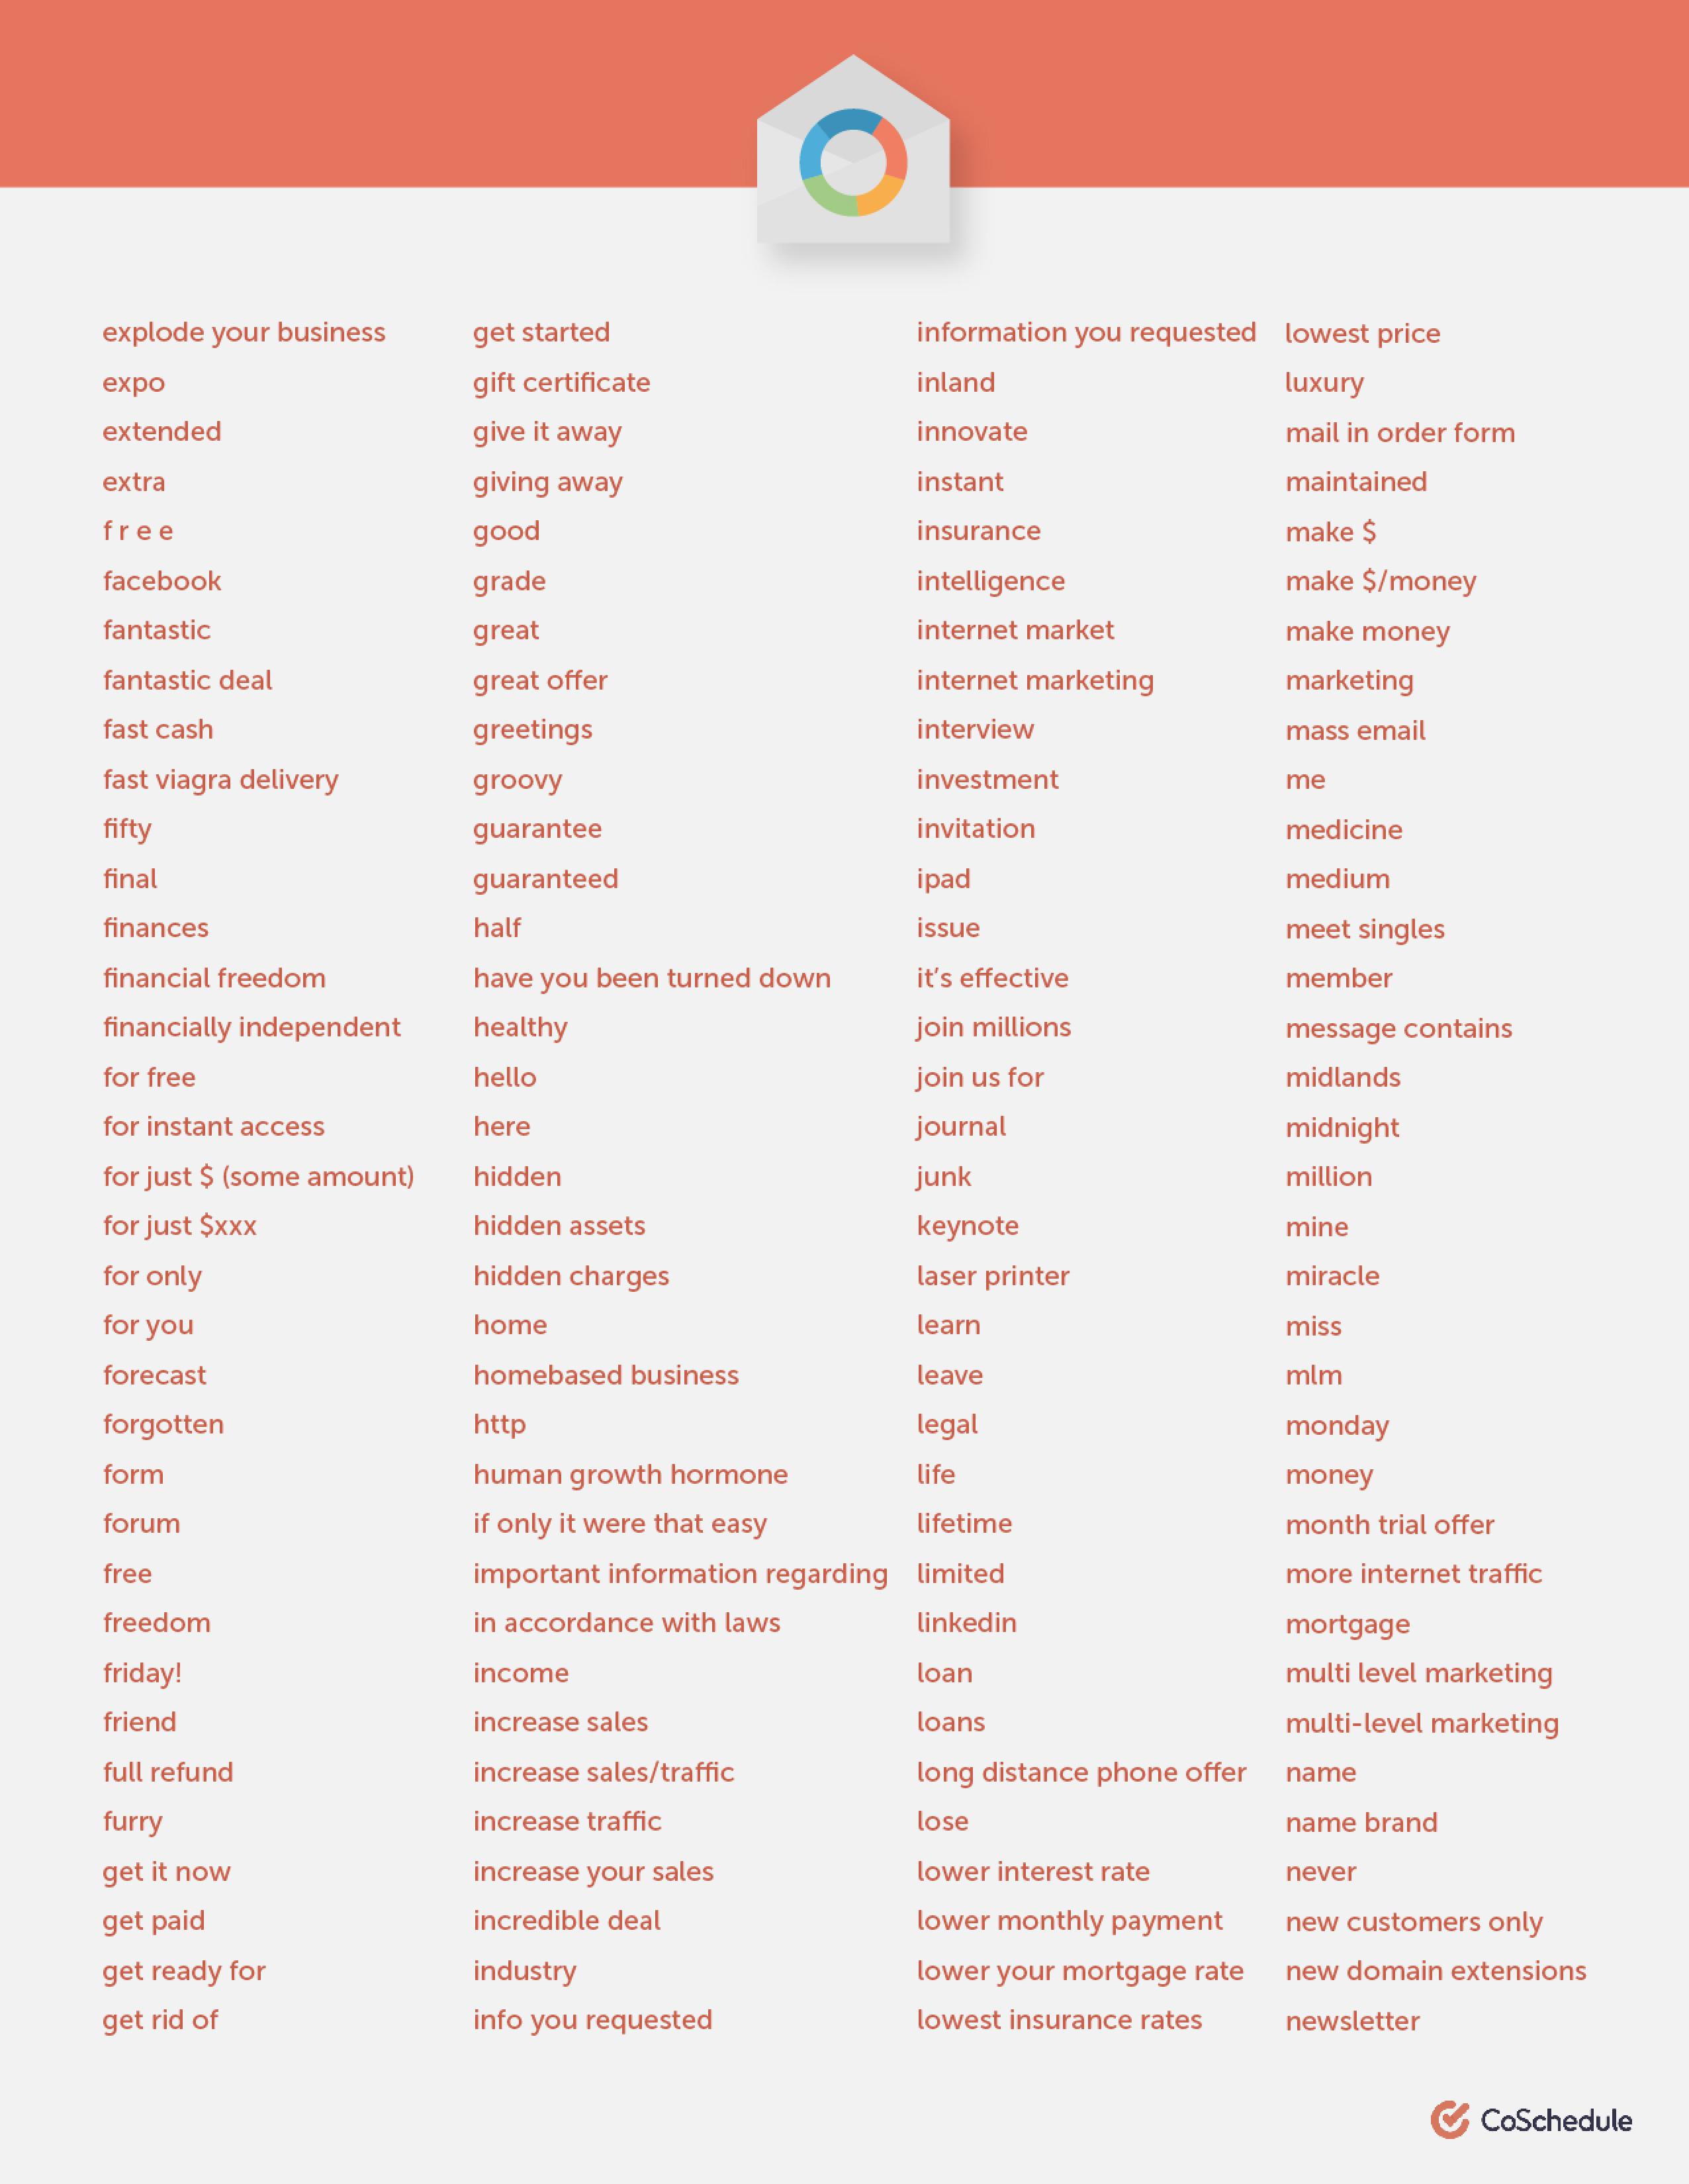 explode your business
expo
extended
extra
f r e e
facebook
fantastic
fantastic deal
fast cash
fast viagra delivery
fifty
final
finances
financial freedom
financially independent
for free
for instant access
for just $ (some amount)
for just $xxx
for only
for you
forecast
forgotten
form
forum
free
freedom
friday!
friend
full refund
furry
get it now
get paid
get ready for
get rid of
get started
gift certificate
give it away
giving away
good
grade
great
great offer
greetings
groovy
guarantee
guaranteed
half
have you been turned down
healthy
hello
here
hidden
hidden assets
hidden charges
home
homebased business
http
human growth hormone
if only it were that easy
important information regarding
in accordance with laws
income
increase sales
increase sales/traffic
increase traffic
increase your sales
incredible deal
industry
info you requested
information you requested
inland
innovate
instant
insurance
intelligence
internet market
internet marketing
interview
investment
invitation
ipad
issue
it's effective
join millions
join us for
journal
junk
keynote
laser printer
learn
leave
legal
life
lifetime
limited
linkedin
loan
loans
long distance phone offer
lose
lower interest rate
lower monthly payment
lower your mortgage rate
lowest insurance rates
lowest price
luxury
mail in order form
maintained
make $
make $/money
make money
marketing
mass email
me
medicine
medium
meet singles
member
message contains
midlands
midnight
million
mine
miracle
miss
mlm
monday
money
month trial offer
more internet traffic
mortgage
multi level marketing
multi-level marketing
name
name brand
never
new customers only
new domain extensions
newsletter
CoSchedule